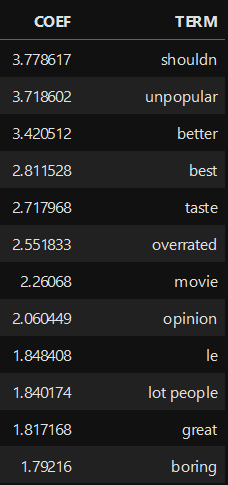 COEF TERM
3.778617 shouldn
3.718602 unpopular
3.420512 better
2.811528 best
2.717968 taste
2.551833 overrated
2.26068 movie
2.060449 opinion
1.848408 le
1.840174 lot people
1.817168 great
1.79216 boring